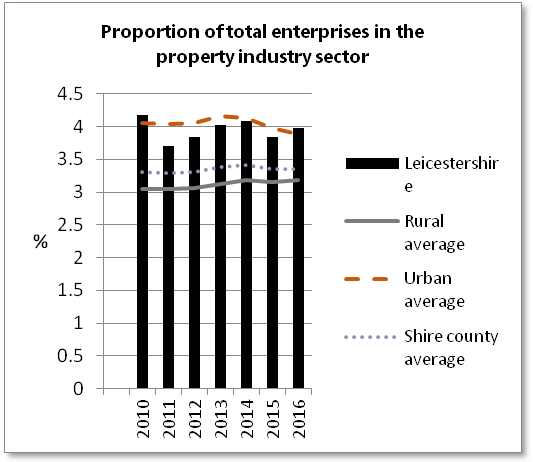 Proportion of total enterprises in the
property industry sector
4.5
4
3.5
3
2.5
2
1.5
1
0.5
0
%
2010
2011
2012
2013
2014
2015
2016
Leicestershir
e
Rural
average
Urban
average
Shire county
average